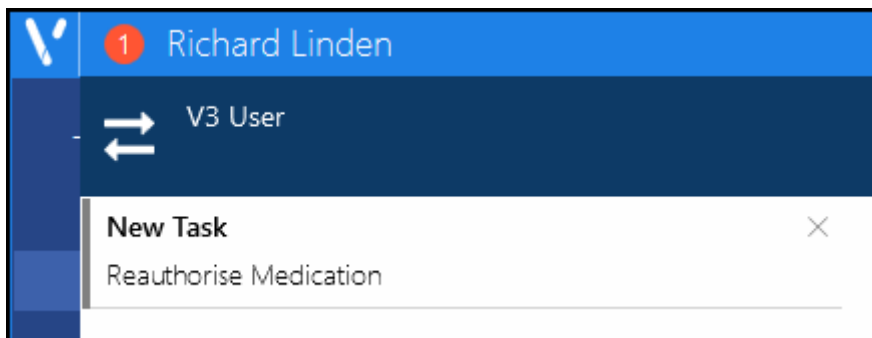 1 Richard Linden
V3 User
New Task
Reauthorise Medication